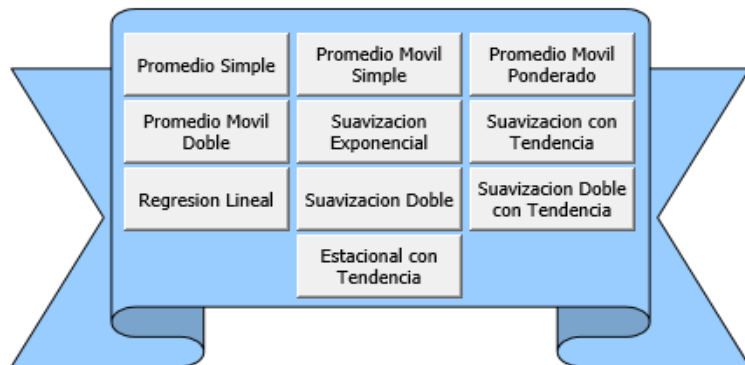 Promedio Simple
Promedio Movil
Simple
Promedio Movil
Ponderado
Promedio Movil
Doble
Suavizacion
Exponencial
Suavizacion con
Tendencia
Regresion Lineal
Suavizacion Doble
Suavizacion Doble
con Tendencia
Estacional con
Tendencia